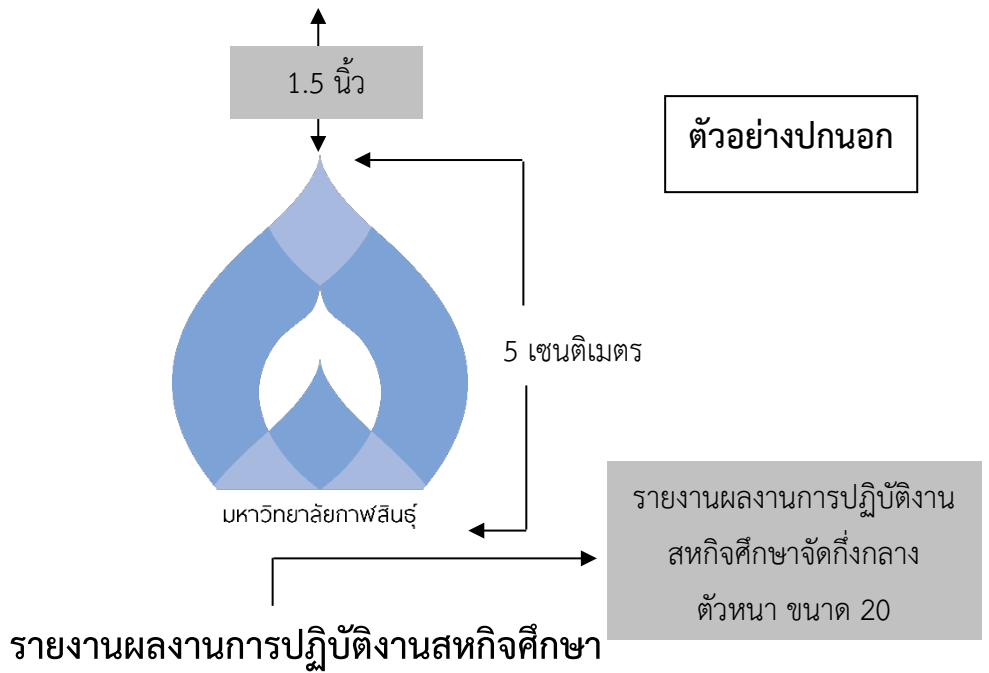 1.5 นิ้ว
ตัวอย่างปกนอก
5 เซนติเมตร
มหาวิทยาลัยกาฬสินธุ์
รายงานผลงานการปฏิบัติงาน
สหกิจศึกษาจัดกึ่งกลาง
ตัวหนา ขนาด 20
รายงานผลงานการปฏิบัติงานสหกิจศึกษา